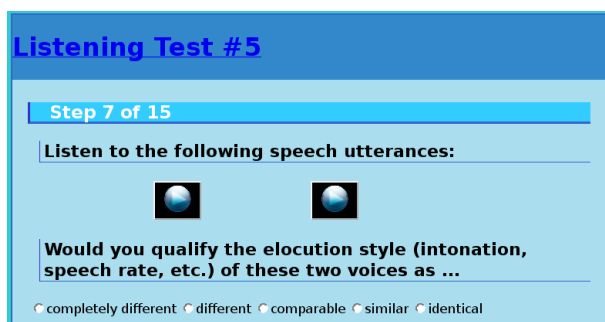 Listening Test #5
Step 7 of 15
Listen to the following speech utterances:
Would you qualify the elocution style (intonation,
speech rate, etc.) of these two voices as ...
completely different different comparable similar identical